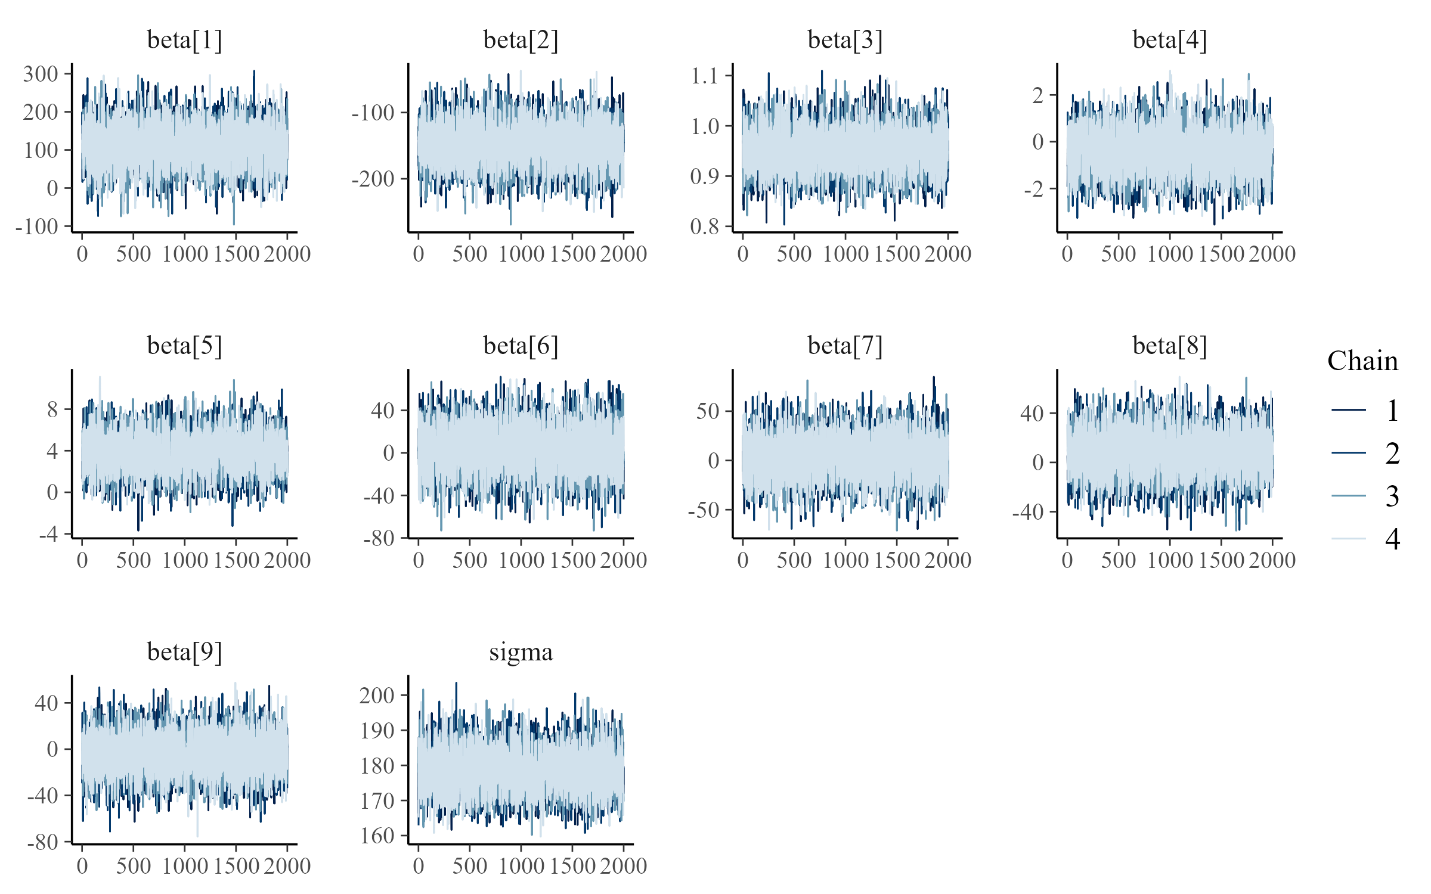 beta[1] beta[2] beta[3] beta[4]
300
200
100
0
-100
0 500 1000 1500 2000
-100
-200
0 500 1000 1500 2000
1.1
1.0
0.9
0.8
0 500 1000 1500 2000
2
0
-2
0 500 1000 1500 2000
beta[5] beta[6] beta[7] beta[8]
8
4
0
-4
0 500 1000 1500 2000
40
0
-40
-80
0 500 1000 1500 2000
50
0
-50
0 500 1000 1500 2000
40
0
-40
0 500 1000 1500 2000
Chain
1
2
3
4
beta[9] sigma
40
0
-40
-80
0 500 1000 1500 2000
200
190
180
170
160
0 500 1000 1500 2000